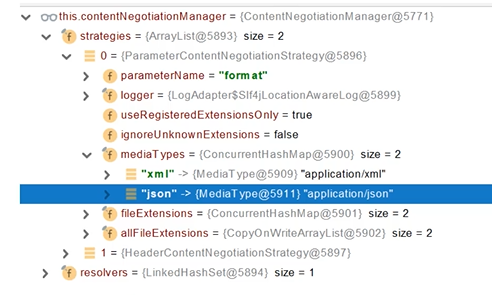 this.contentNegotiationManager = {ContentNegotiationManager@5771}
strategies = {ArrayList@5893} size = 2
0 = {ParameterContentNegotiationStrategy@5896}
parameterName = "format"
logger = {LogAdapter$Slf4jLocationAwareLog@5899}
useRegisteredExtensionsOnly = true
ignoreUnknownExtensions = false
mediaTypes = {ConcurrentHashMap@5900} size = 2
"xml" -> {MediaType@5909} "application/xml"
"json" -> {MediaType@5911} "application/json"
fileExtensions = {ConcurrentHashMap@5901} size = 2
allFileExtensions = {CopyOnWriteArrayList@5902} size = 2
1 = {HeaderContentNegotiationStrategy@5897}
resolvers = {LinkedHashSet@5894} size = 1